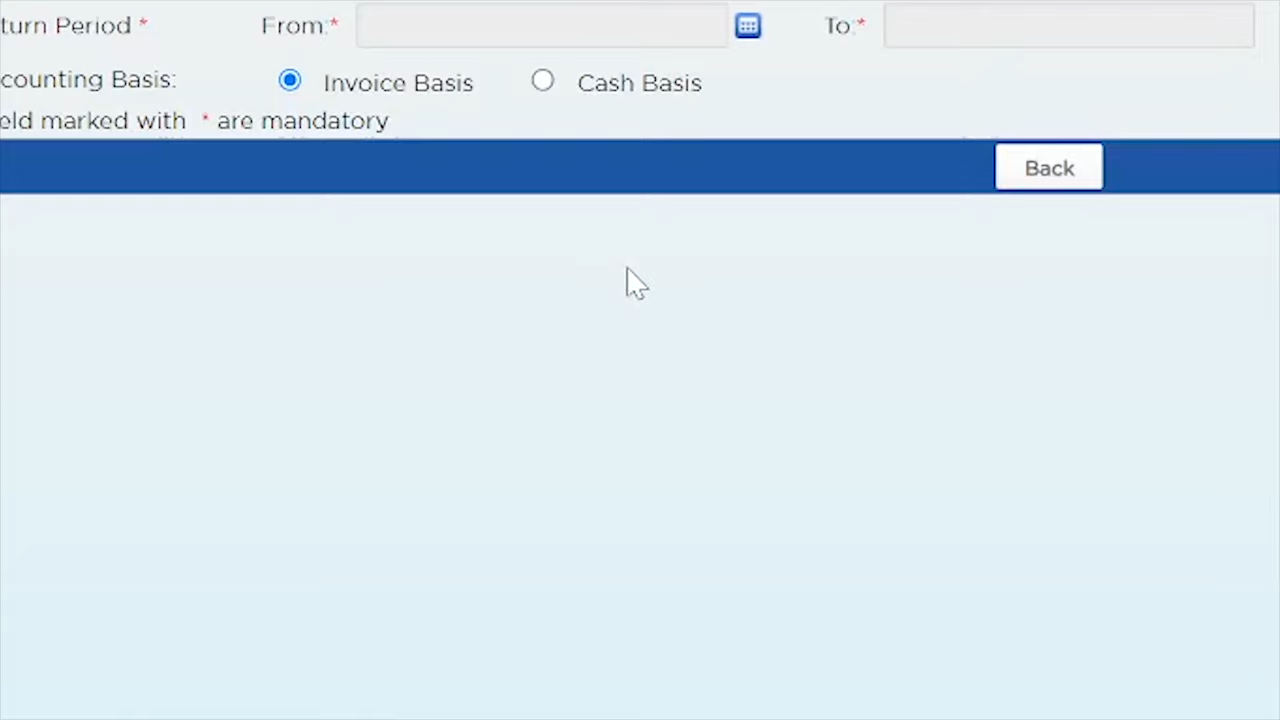 turn Period * From:* To:*
counting Basis: Invoice Basis Cash Basis
eld marked with * are mandatory
Back